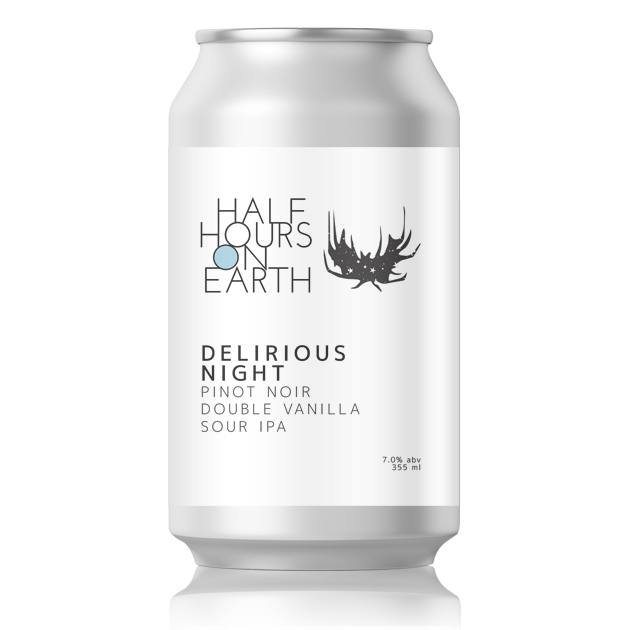 HALF
HOURS
ON
EARTH
DELIRIOUS
NIGHT
PINOT NOIR
DOUBLE VANILLA
SOUR IPA
7.0% abv
355 ml